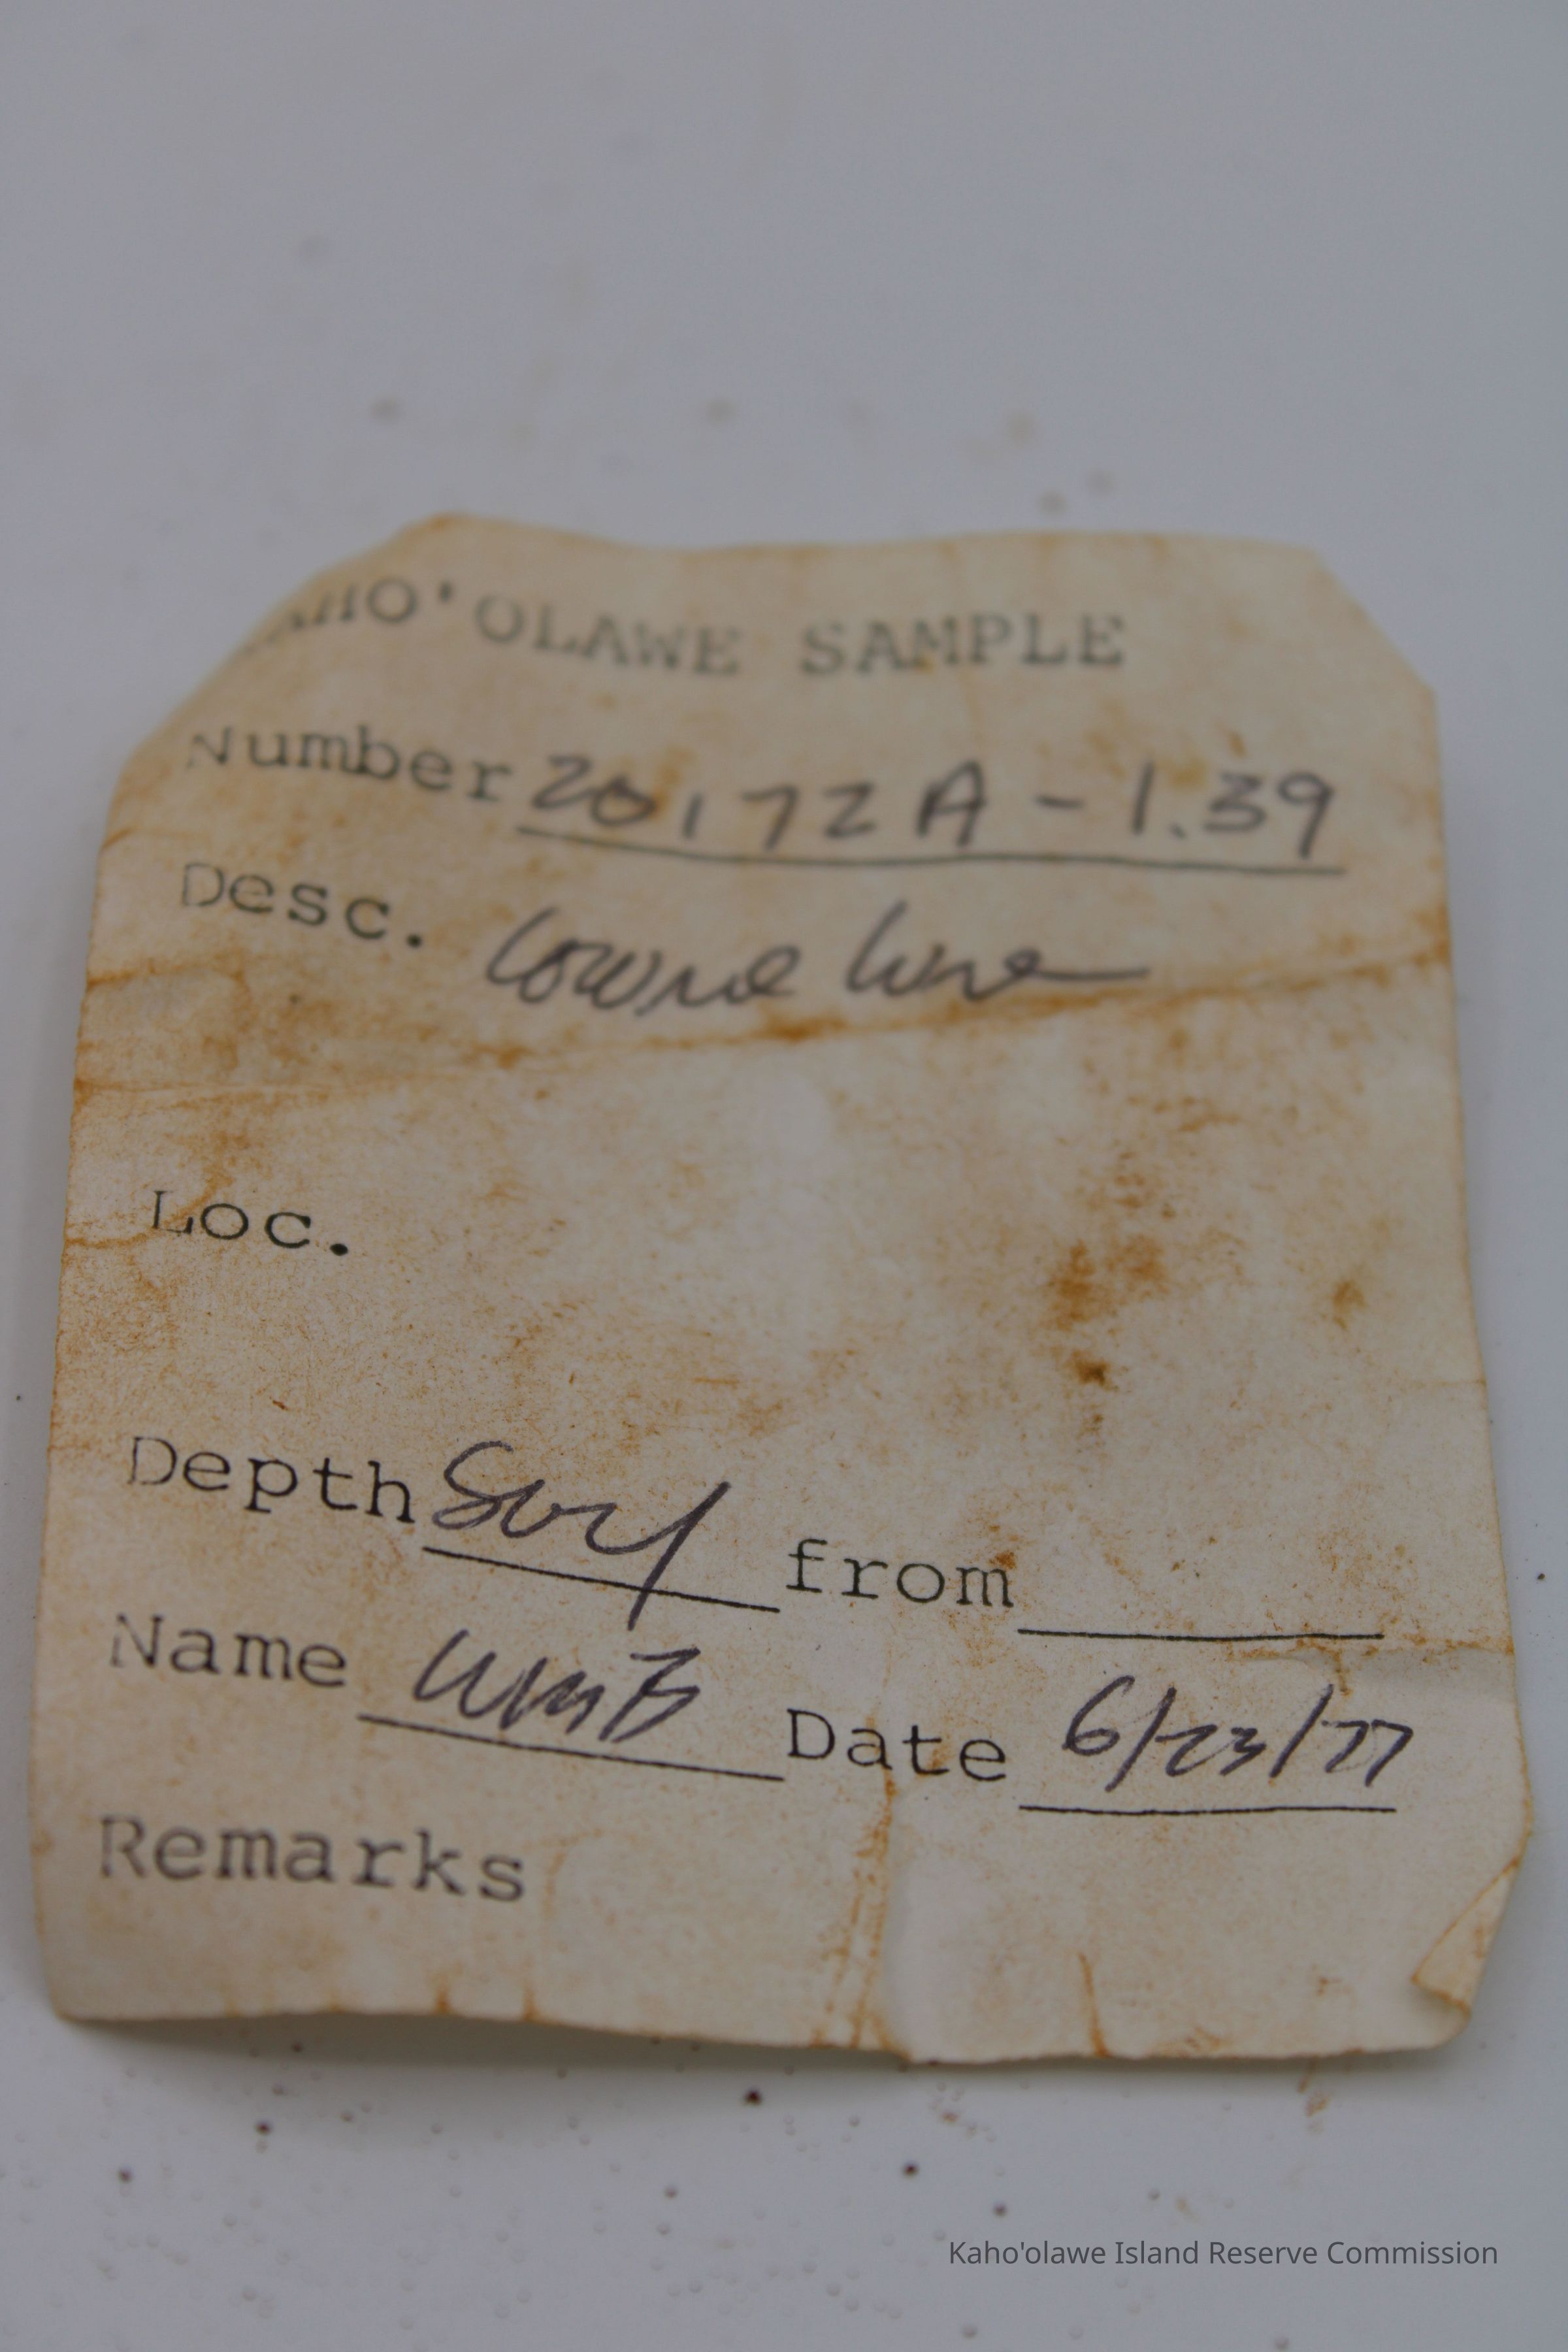 AHO'OLAWE SAMPLE
Number 20172A - 1.39
Desc. Cowrie
Loc.
Depth Surf from
Name WmB Date 6/23/77
Remarks
Kaho'olawe Island Reserve Commission